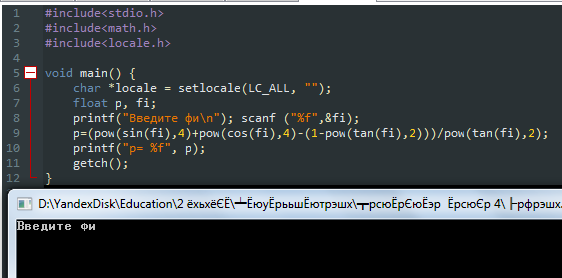 1 #include<stdio.h>
2 #include<math.h>
3 #include<locale.h>
4
5 void main() {
6 char *locale = setlocale(LC_ALL, "");
7 float p, fi;
8 printf("Введите фи\n"); scanf ("%f",&fi);
9 p=(pow(sin(fi),4)+pow(cos(fi),4)-(1-pow(tan(fi),2)))/pow(tan(fi),2);
10 printf("p= %f", p);
11 getch();
12 }
D:\YandexDisk\Education\2 ёхьхёЄЁ\
Введите фи